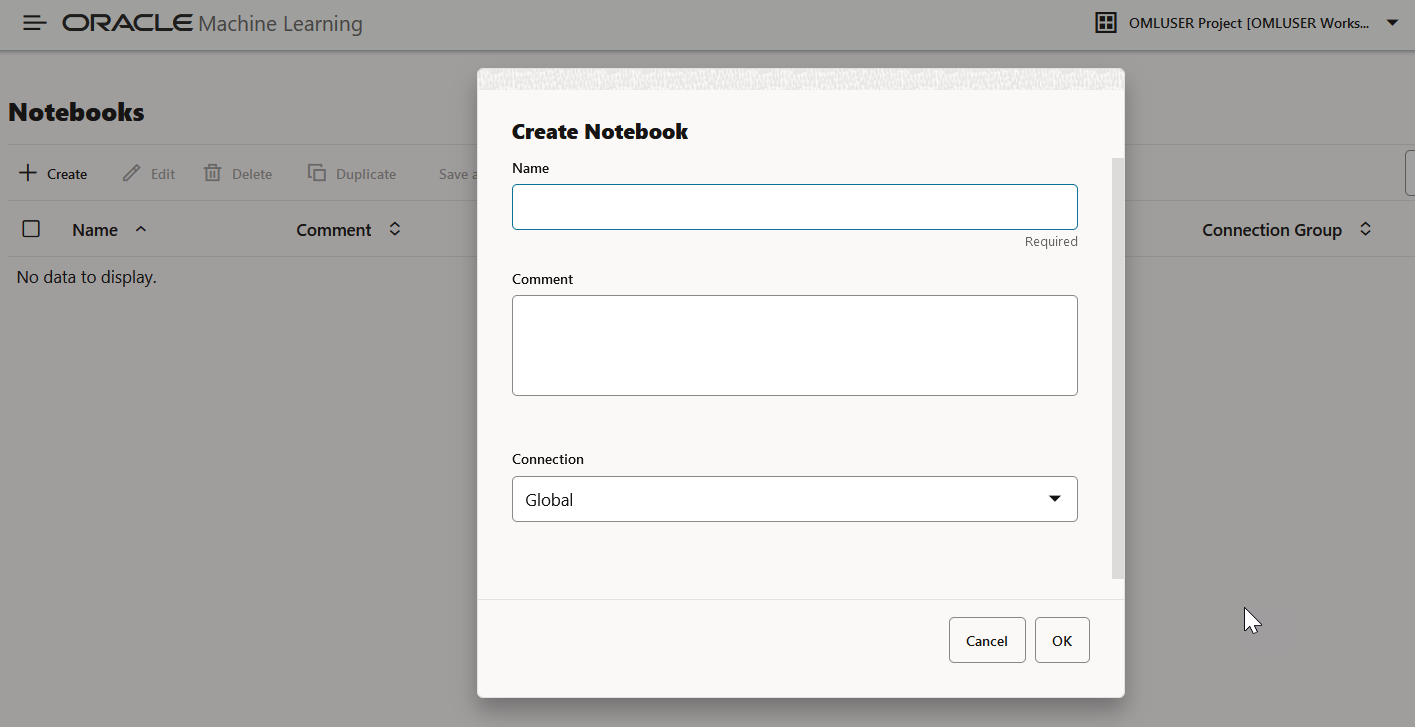 ORACLE Machine Learning
OMLUSER Project [OMLUSER Works...
Notebooks
Create Edit Delete Duplicate Save a
Name Comment Connection Group
No data to display.
Create Notebook
Name
Required
Comment
Connection
Global
Cancel OK